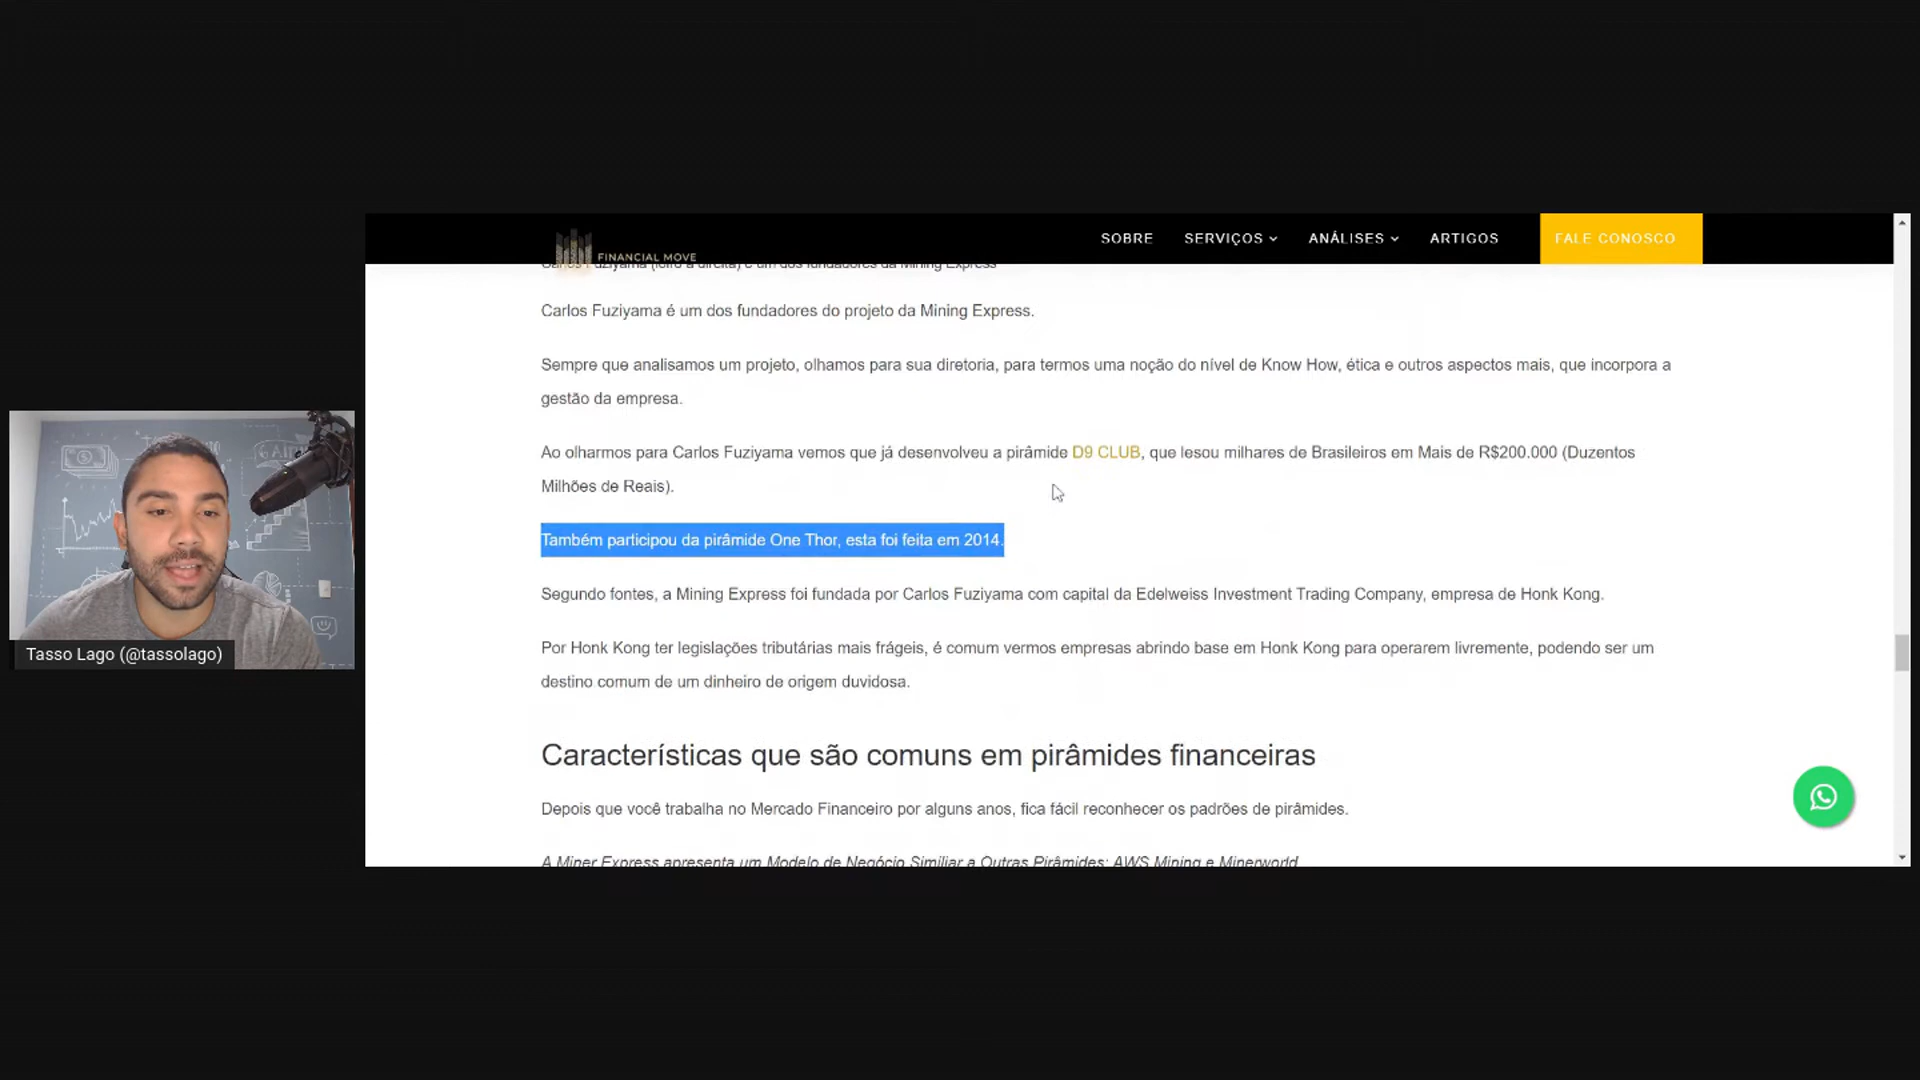 FINANCIAL MOVE
SOBRE
SERVIÇOS
ANÁLISES
ARTIGOS
FALE CONOSCO
Carlos Fuziyama é um dos fundadores do projeto da Mining Express.
Sempre que analisamos um projeto, olhamos para sua diretoria, para termos uma noção do nível de Know How, ética e outros aspectos mais, que incorpora a
gestão da empresa.
Ao olharmos para Carlos Fuziyama vemos que já desenvolveu a pirâmide D9 CLUB, que lesou milhares de Brasileiros em Mais de R$200.000 (Duzentos
Milhões de Reais).
Também participou da pirâmide One Thor, esta foi feita em 2014.
Segundo fontes, a Mining Express foi fundada por Carlos Fuziyama com capital da Edelweiss Investment Trading Company, empresa de Honk Kong.
Por Honk Kong ter legislações tributárias mais frágeis, é comum vermos empresas abrindo base em Honk Kong para operarem livremente, podendo ser um
destino comum de um dinheiro de origem duvidosa.
Características que são comuns em pirâmides financeiras
Depois que você trabalha no Mercado Financeiro por alguns anos, fica fácil reconhecer os padrões de pirâmides.
A Miner Express apresenta um Modelo de Negócio Similiar a Outras Pirâmides: AWS Mining e Minerworld
Tasso Lago (@tassolago)